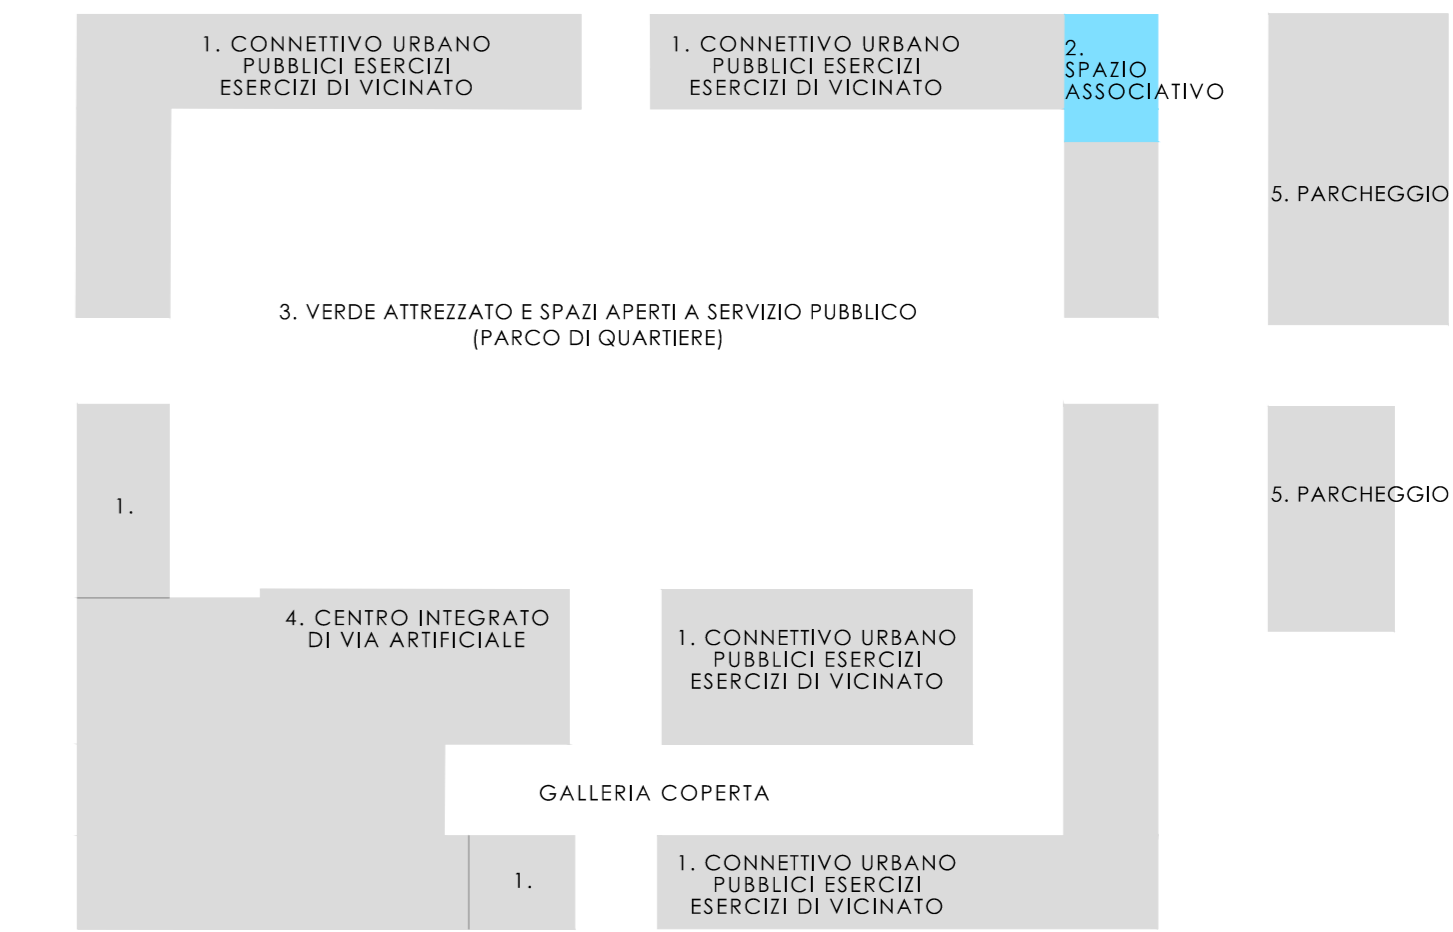 1. CONNETTIVO URBANO
PUBBLICI ESERCIZI
ESERCIZI DI VICINATO
1. CONNETTIVO URBANO
PUBBLICI ESERCIZI
ESERCIZI DI VICINATO
2.
SPAZIO
ASSOCIATIVO
5. PARCHEGGIO
3. VERDE ATTREZZATO E SPAZI APERTI A SERVIZIO PUBBLICO
(PARCO DI QUARTIERE)
1.
5. PARCHEGGIO
4. CENTRO INTEGRATO
DI VIA ARTIFICIALE
1. CONNETTIVO URBANO
PUBBLICI ESERCIZI
ESERCIZI DI VICINATO
GALLERIA COPERTA
1.
1. CONNETTIVO URBANO
PUBBLICI ESERCIZI
ESERCIZI DI VICINATO